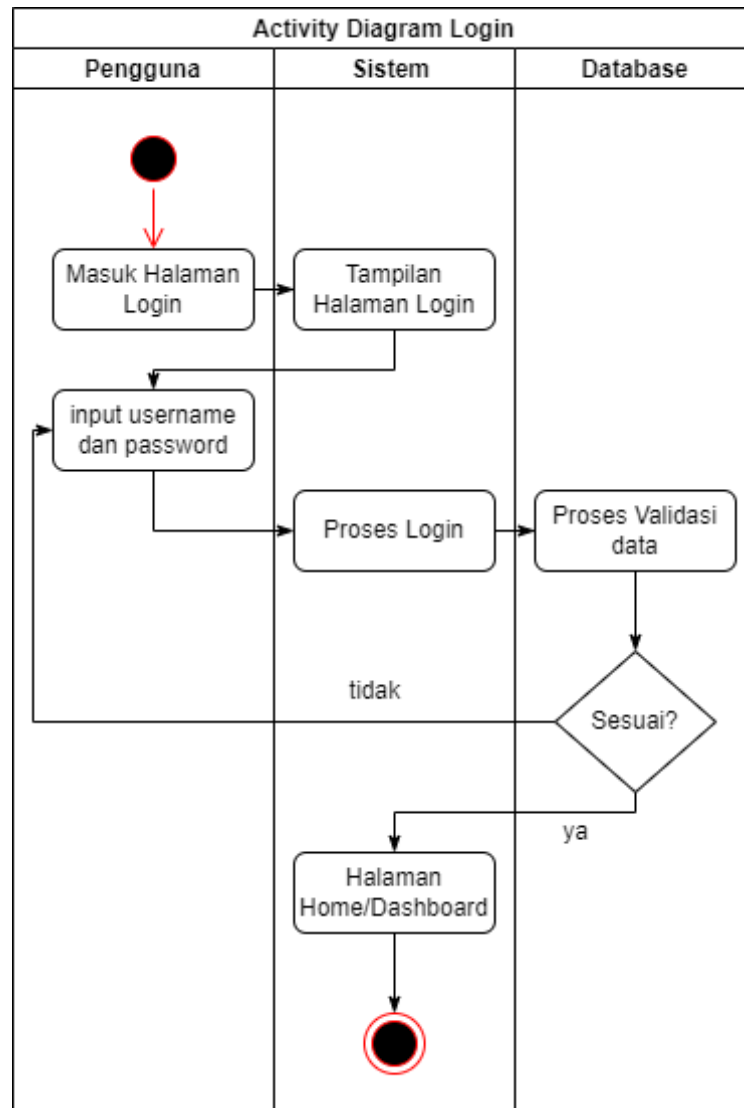 Activity Diagram Login
Pengguna
Sistem
Database
Masuk Halaman
Login
Tampilan
Halaman Login
input username
dan password
Proses Login
Proses Validasi
data
Sesuai?
tidak
ya
Halaman
Home/Dashboard